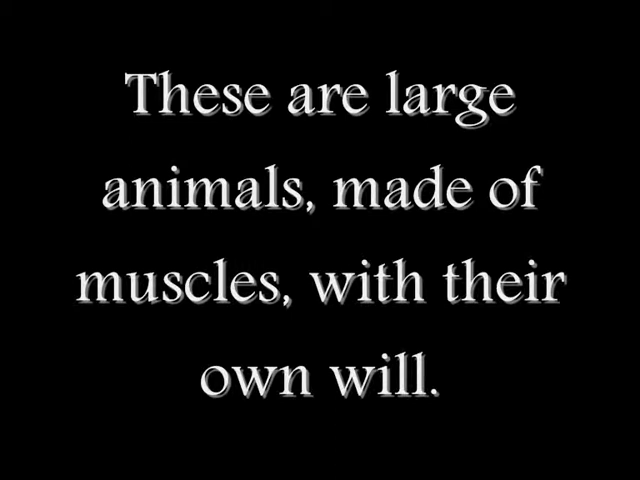 These are large
animals, made of
muscles, with their
own will.